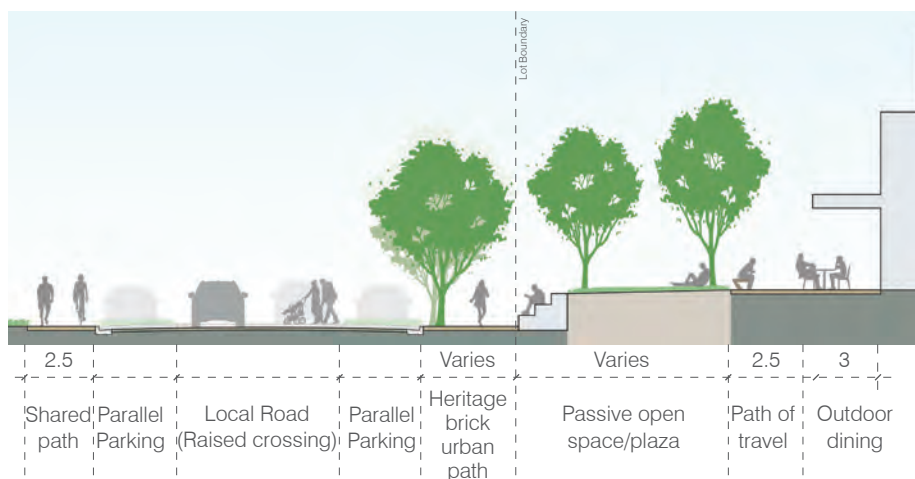 Lot Boundary
2.5
Varies
Varies
2.5
3
Shared
path
Parallel
Parking
Local Road
(Raised crossing)
Parallel
Parking
Heritage
brick
urban
path
Passive open
space/plaza
Path of
travel
Outdoor
dining